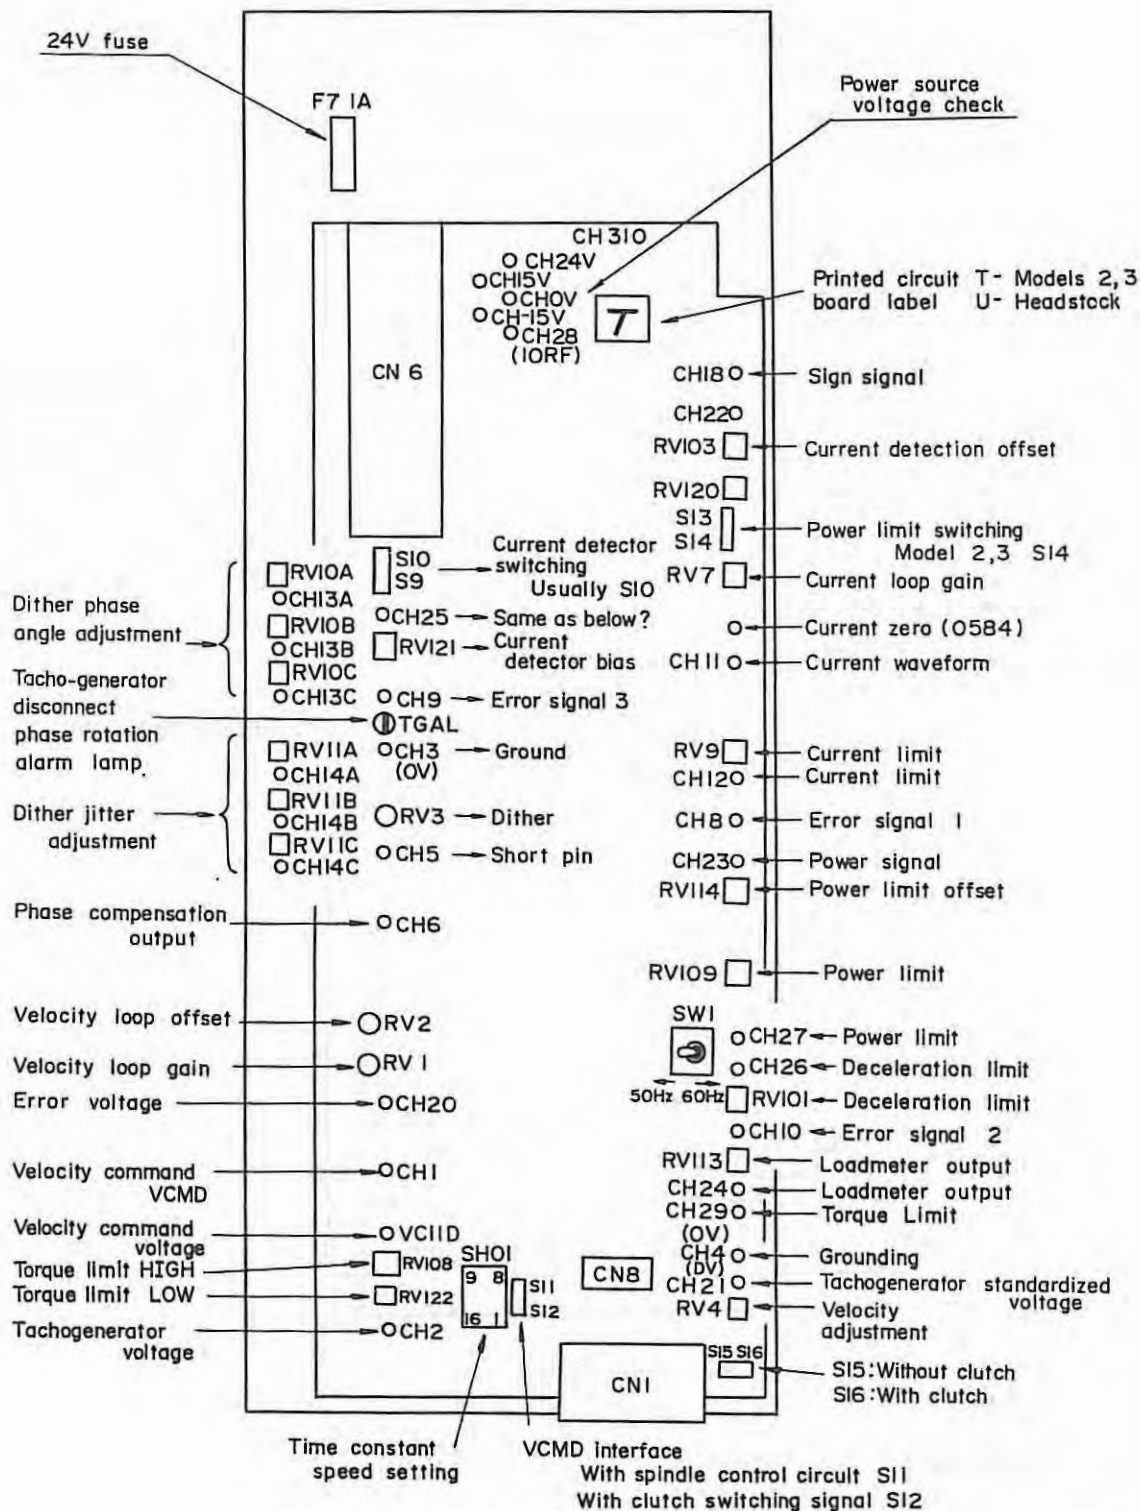 24V fuse
F7 1A
Power source
voltage check
CH310
CH24V
CH15V
CH0V
CH-15V
CH28
(10RF)
T
Printed circuit T- Models 2,3
board label U- Headstock
CN 6
CH18
Sign signal
CH22
RV103
Current detection offset
RV120
S13
S14
Power limit switching
Model 2,3 S14
S10
S9
Current detector
switching
Usually S10
RV7
Current loop gain
Dither phase
angle adjustment
RV10A
CH13A
RV10B
CH13B
RV10C
CH13C
CH25
Same as below?
RV121
Current
detector bias
Current zero (0584)
CH11
Current waveform
Tacho-generator
disconnect
phase rotation
alarm lamp
CH9
Error signal 3
TGAL
RV11A
CH14A
RV11B
CH14B
RV11C
CH14C
CH3
(0V)
Ground
RV9
Current limit
CH12
Current limit
Dither jitter
adjustment
RV3
Dither
CH8
Error signal 1
CH5
Short pin
CH23
Power signal
RV114
Power limit offset
Phase compensation
output
CH6
RV109
Power limit
Velocity loop offset
RV2
SW1
CH27
Power limit
Velocity loop gain
RV1
CH26
Deceleration limit
50Hz 60Hz
RV101
Deceleration limit
Error voltage
CH20
CH10
Error signal 2
RV113
Loadmeter output
Velocity command
VCMD
CH1
CH24
Loadmeter output
CH29
(0V)
Torque Limit
Velocity command
voltage
VC11D
SH01
9 8
16 1
S11
S12
CN8
CH4
(DV)
Grounding
Torque limit HIGH
RV108
CH21
Tachogenerator standardized
voltage
Torque limit LOW
RV122
RV4
Velocity
adjustment
Tachogenerator
voltage
CH2
S15 S16
S15:Without clutch
S16:With clutch
CN1
Time constant
speed setting
VCMD interface
With spindle control circuit S11
With clutch switching signal S12